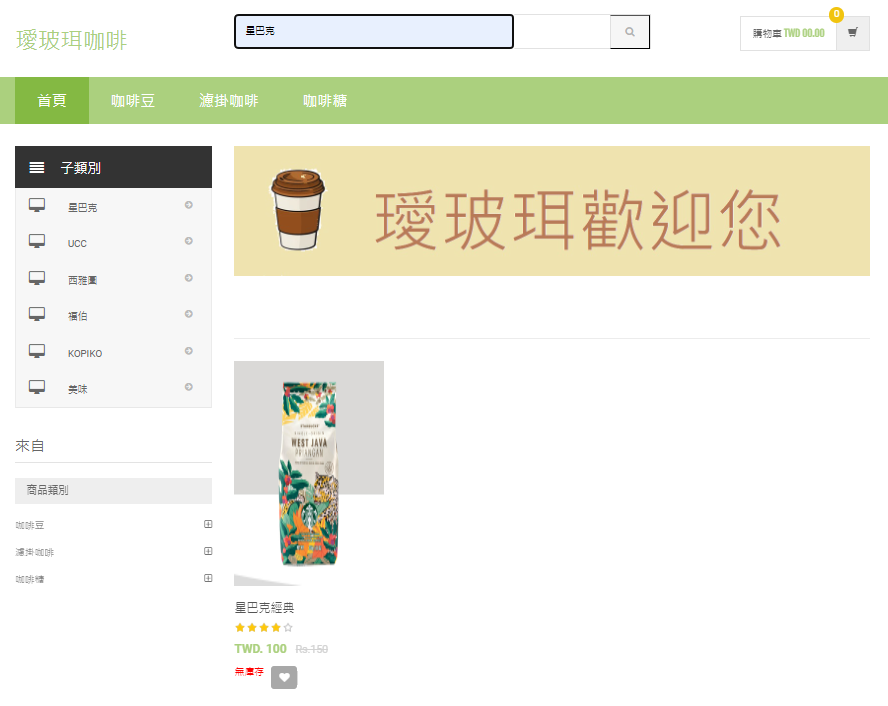 璦玻珥咖啡
星巴克
購物車 TWD 00.00
0
首頁
咖啡豆
濾掛咖啡
咖啡糖
子類別
星巴克
UCC
西雅圖
福伯
KOPIKO
美味
來自
商品類別
咖啡豆
濾掛咖啡
咖啡糖
璦玻珥歡迎您
WEST JAVA
星巴克經典
TWD. 100 Rs.150
無庫存